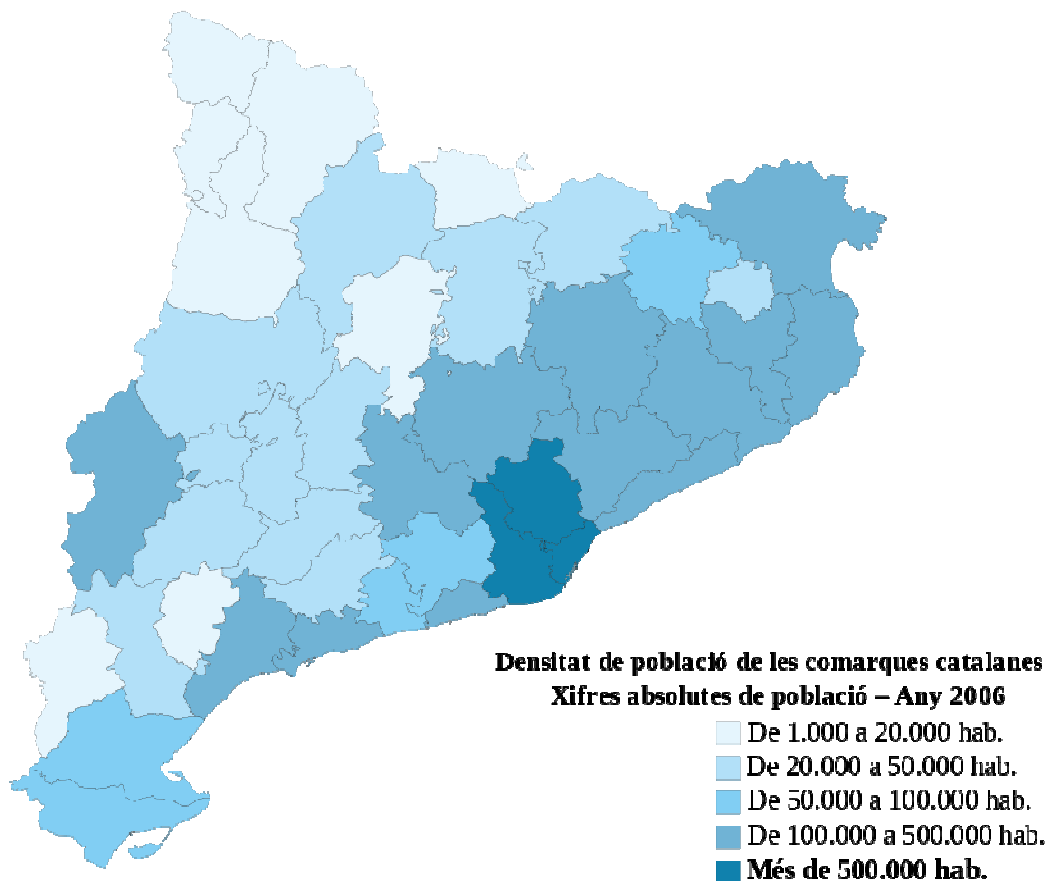 Densitat de població de les comarques catalanes
Xifres absolutes de població – Any 2006
De 1.000 a 20.000 hab.
De 20.000 a 50.000 hab.
De 50.000 a 100.000 hab.
De 100.000 a 500.000 hab.
Més de 500.000 hab.